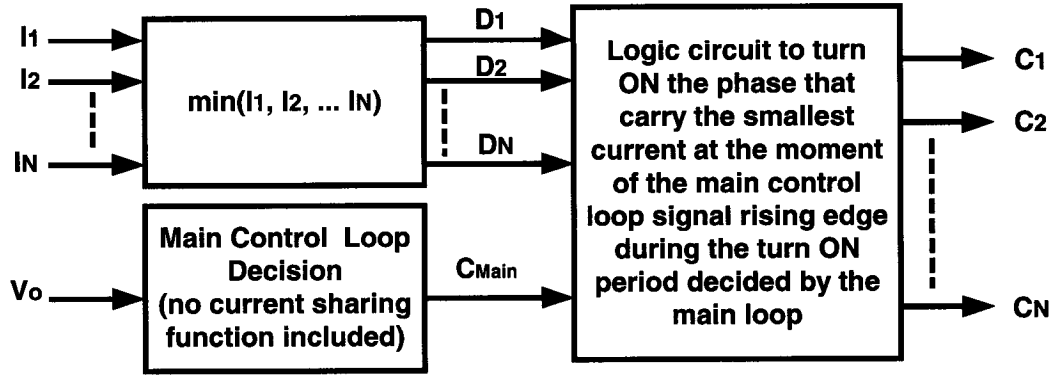 I1
I2
IN
min(I1, I2, ... IN)
D1
D2
DN
Vo
Main Control Loop
Decision
(no current sharing
function included)
CMain
Logic circuit to turn
ON the phase that
carry the smallest
current at the moment
of the main control
loop signal rising edge
during the turn ON
period decided by the
main loop
C1
C2
CN